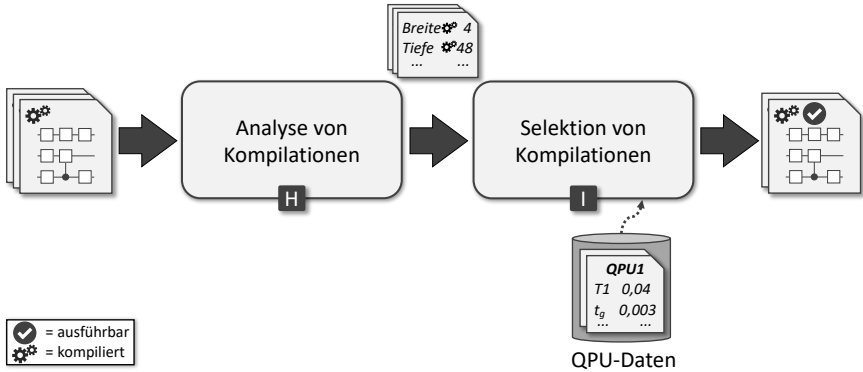 Breite 4
Tiefe 48
... ...
Analyse von
Kompilationen
H
Selektion von
Kompilationen
I
QPU1
T1 0,04
tg 0,003
... ...
QPU-Daten
= ausführbar
= kompiliert